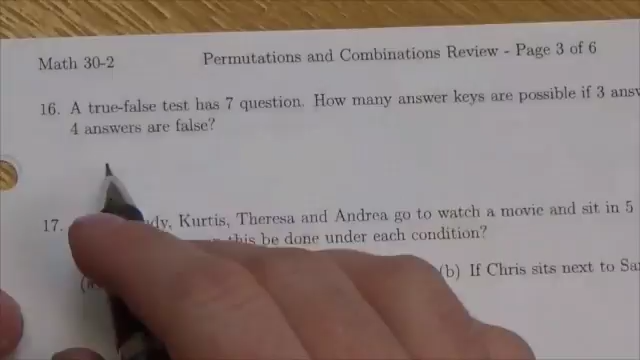 Math 30-2
Permutations and Combinations Review - Page 3 of 6
16. A true-false test has 7 question. How many answer keys are possible if 3 answ
4 answers are false?
17. dy, Kurtis, Theresa and Andrea go to watch a movie and sit in 5
this be done under each condition?
(b) If Chris sits next to Sa